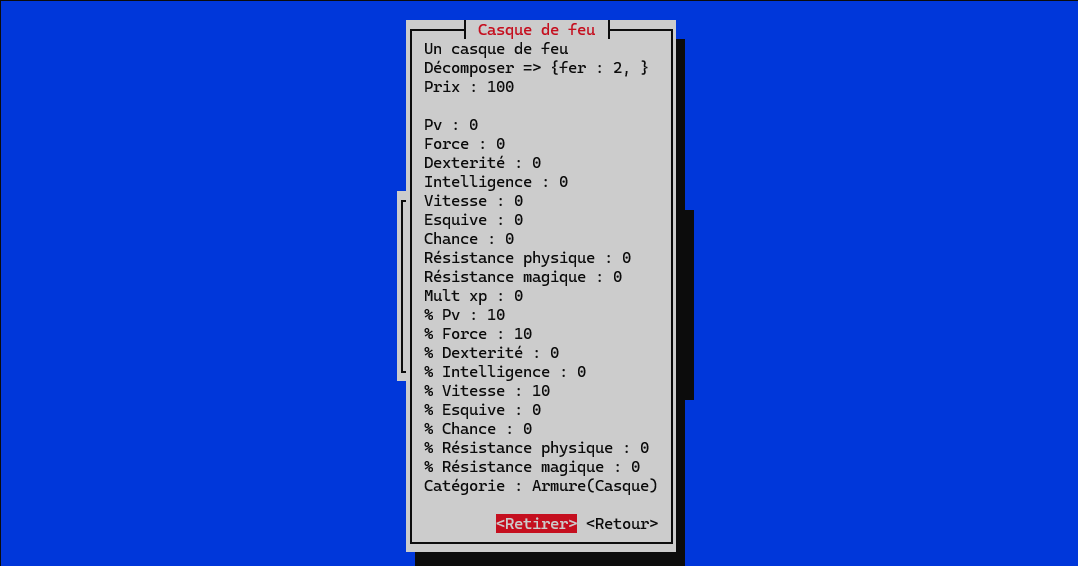 Casque de feu
Un casque de feu
Décomposer => {fer : 2, }
Prix : 100
Pv : 0
Force : 0
Dexterité : 0
Intelligence : 0
Vitesse : 0
Esquive : 0
Chance : 0
Résistance physique : 0
Résistance magique : 0
Mult xp : 0
% Pv : 10
% Force : 10
% Dexterité : 0
% Intelligence : 0
% Vitesse : 10
% Esquive : 0
% Chance : 0
% Résistance physique : 0
% Résistance magique : 0
Catégorie : Armure(Casque)
<Retirer> <Retour>